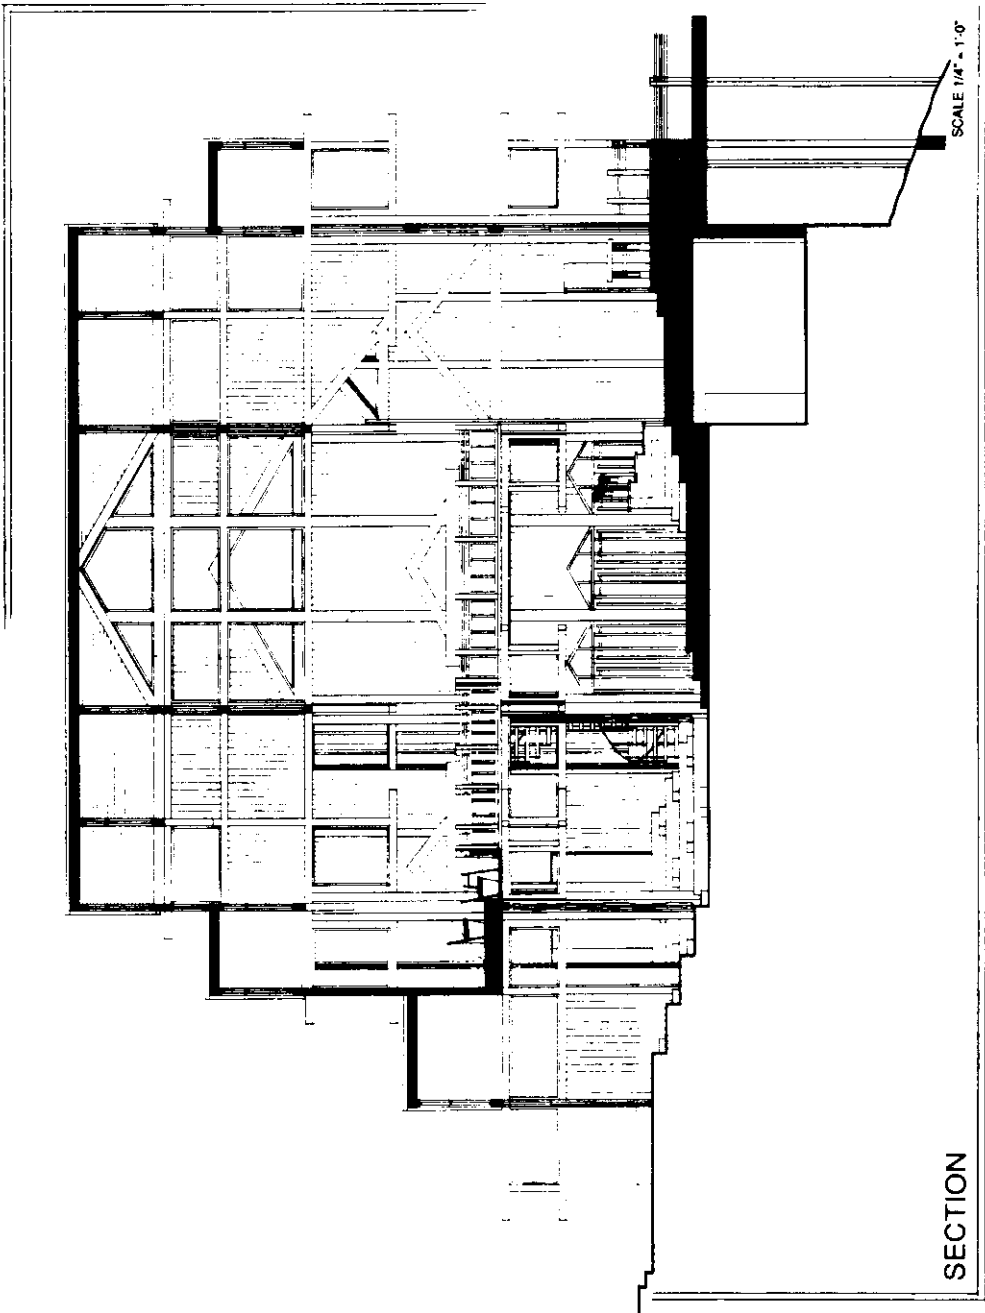 SECTION
SCALE 1/4" = 1'-0"